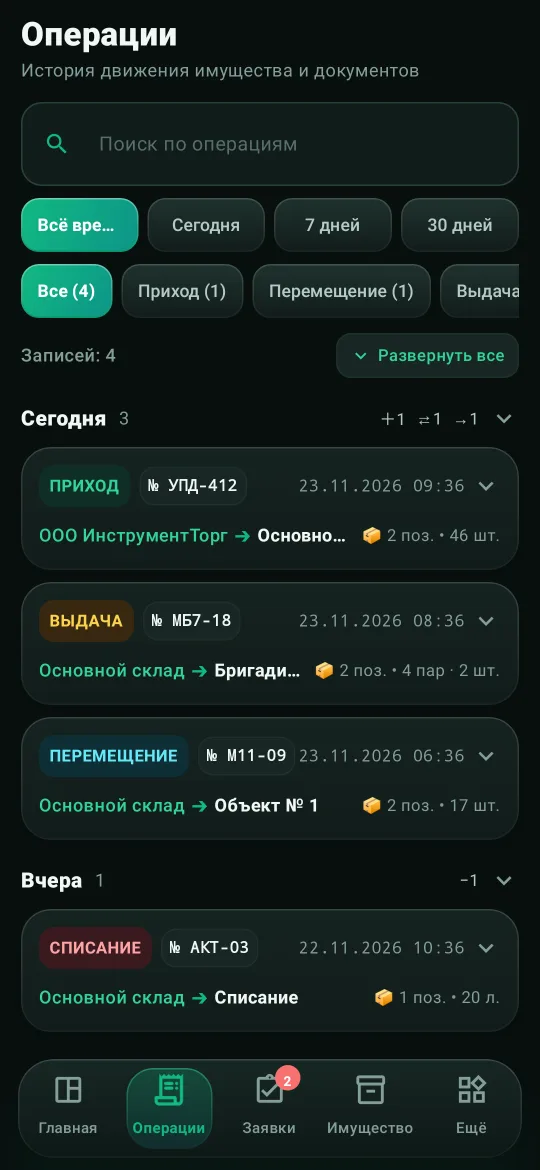 Операции
История движения имущества и документов
Поиск по операциям
Всё вре… Сегодня 7 дней 30 дней
Все (4) Приход (1) Перемещение (1) Выдача
Записей: 4 Развернуть все
Сегодня 3 +1 ⇄1 →1
ПРИХОД № УПД-412 23.11.2026 09:36
ООО ИнструментТорг → Основно… 📦 2 поз. • 46 шт.
ВЫДАЧА № МБ7-18 23.11.2026 08:36
Основной склад → Бригади… 📦 2 поз. • 4 пар · 2 шт.
ПЕРЕМЕЩЕНИЕ № М11-09 23.11.2026 06:36
Основной склад → Объект № 1 📦 2 поз. • 17 шт.
Вчера 1 −1
СПИСАНИЕ № АКТ-03 22.11.2026 10:36
Основной склад → Списание 📦 1 поз. • 20 л.
2
Главная Операции Заявки Имущество Ещё